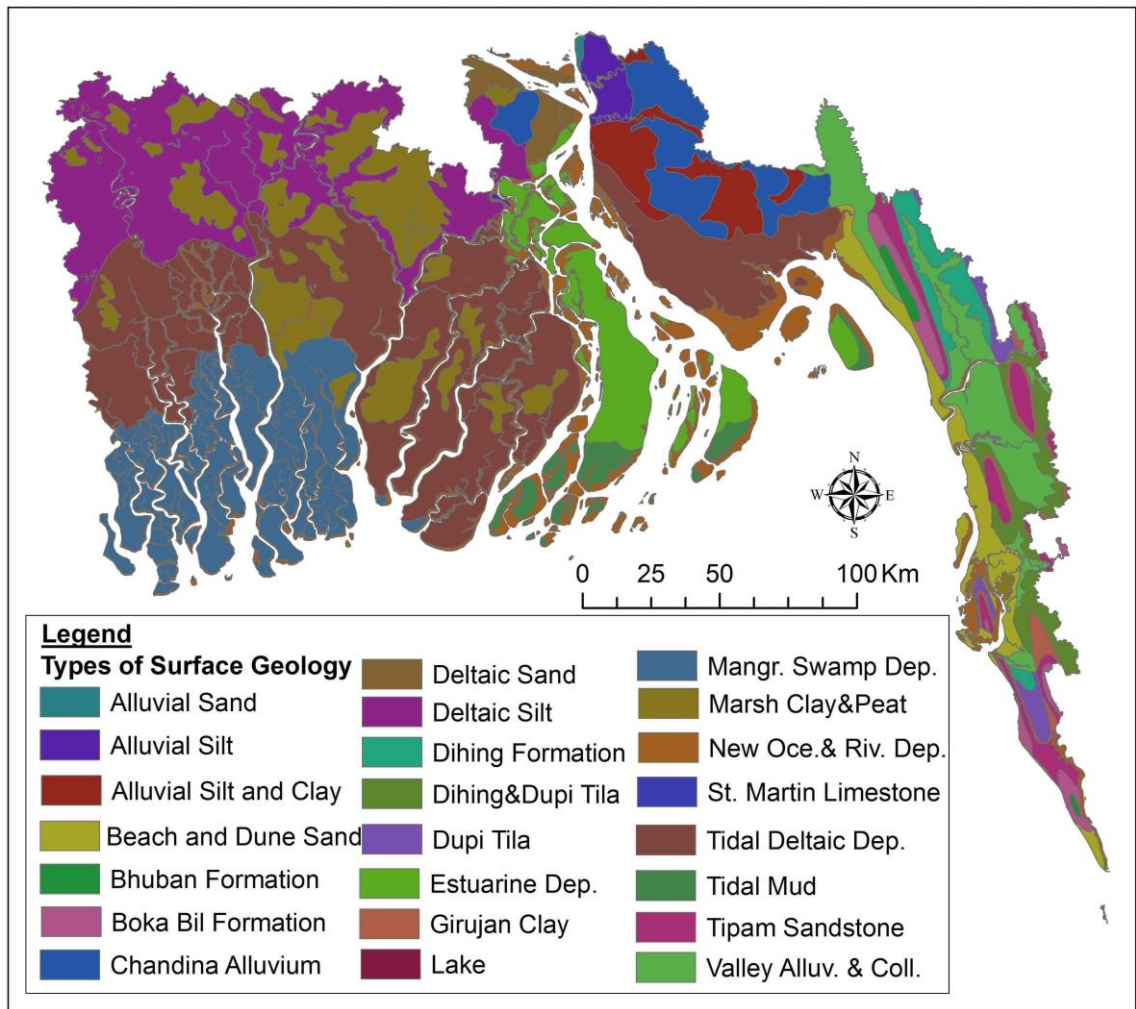 N
W E
S
0 25 50 100 Km
Legend
Types of Surface Geology
Alluvial Sand
Alluvial Silt
Alluvial Silt and Clay
Beach and Dune Sand
Bhuban Formation
Boka Bil Formation
Chandina Alluvium
Deltaic Sand
Deltaic Silt
Dihing Formation
Dihing&Dupi Tila
Dupi Tila
Estuarine Dep.
Girujan Clay
Lake
Mangr. Swamp Dep.
Marsh Clay&Peat
New Oce.& Riv. Dep.
St. Martin Limestone
Tidal Deltaic Dep.
Tidal Mud
Tipam Sandstone
Valley Alluv. & Coll.